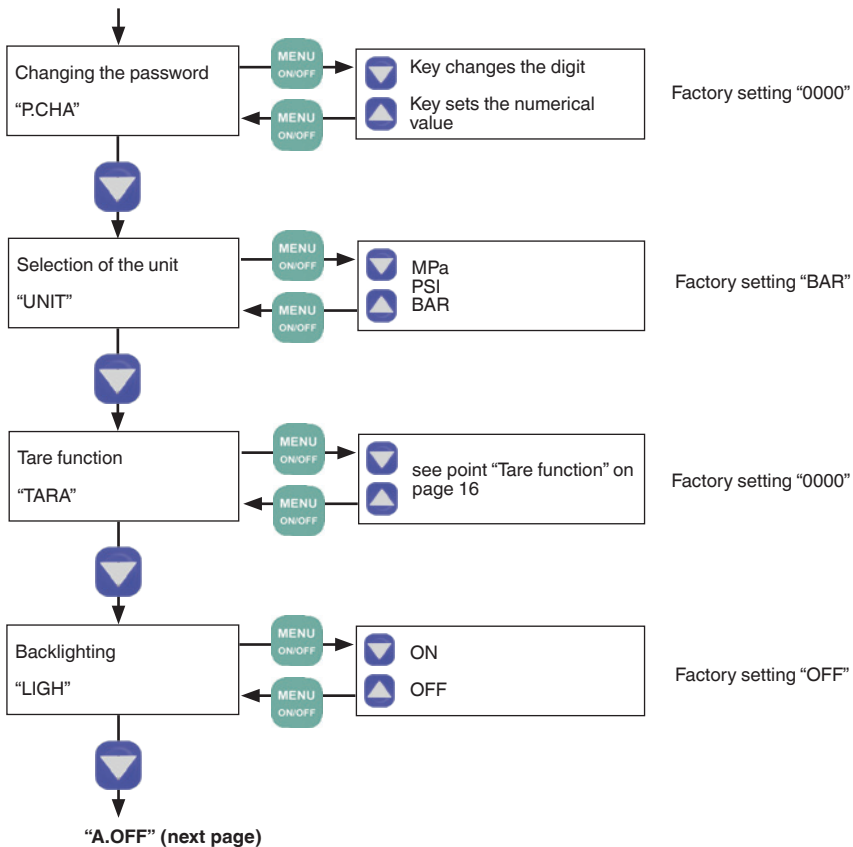 Changing the password
“P.CHA”
MENU
ON/OFF
MENU
ON/OFF
Key changes the digit
Key sets the numerical
value
Factory setting “0000”
Selection of the unit
“UNIT”
MENU
ON/OFF
MENU
ON/OFF
MPa
PSI
BAR
Factory setting “BAR”
Tare function
“TARA”
MENU
ON/OFF
MENU
ON/OFF
see point “Tare function” on
page 16
Factory setting “0000”
Backlighting
“LIGH”
MENU
ON/OFF
MENU
ON/OFF
ON
OFF
Factory setting “OFF”
“A.OFF” (next page)